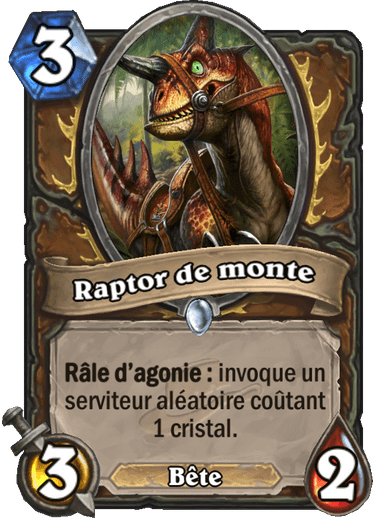 3
Raptor de monte
Râle d’agonie : invoque un
serviteur aléatoire coûtant
1 cristal.
3
Bête
2